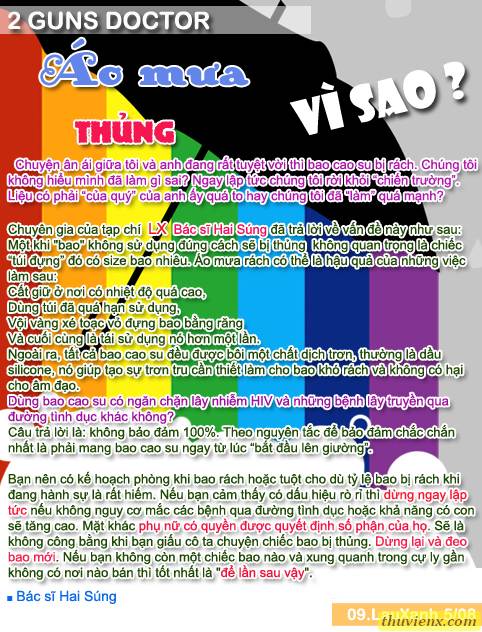 2 GUNS DOCTOR
Áo mưa
VÌ SAO ?
THỦNG
Chuyện ân ái giữa tôi và anh đang rất tuyệt vời thì bao cao su bị rách. Chúng tôi
không hiểu mình đã làm gì sai? Ngay lập tức chúng tôi rời khỏi "chiến trường".
Liệu có phải "của quý" của anh ấy quá to hay chúng tôi đã "làm" quá mạnh?
Chuyên gia của tạp chí LX Bác sĩ Hai Súng đã trả lời về vấn đề này như sau:
Một khi "bao" không sử dụng đúng cách sẽ bị thủng không quan trọng là chiếc
"túi đựng" đó có size bao nhiêu. Áo mưa rách có thể là hậu quả của những việc
làm sau:
Cất giữ ở nơi có nhiệt độ quá cao,
Dùng túi đã quá hạn sử dụng,
Vội vàng xé toạc vỏ đựng bao bằng răng
Và cuối cùng là tái sử dụng nó hơn một lần.
Ngoài ra, tất cả bao cao su đều được bôi một chất dịch trơn, thường là dầu
silicone, nó giúp tạo sự trơn tru cần thiết làm cho bao khó rách và không có hại
cho âm đạo.
Dùng bao cao su có ngăn chặn lây nhiễm HIV và những bệnh lây truyền qua
đường tình dục khác không?
Câu trả lời là: không bảo đảm 100%. Theo nguyên tắc để bảo đảm chắc chắn
nhất là phải mang bao cao su ngay từ lúc "bắt đầu lên giường".
Bạn nên có kế hoạch phòng khi bao rách hoặc tuột cho dù tỷ lệ bao bị rách khi
đang hành sự là rất hiếm. Nếu bạn cảm thấy có dấu hiệu rò rỉ thì dừng ngay lập
tức nếu không nguy cơ mắc các bệnh qua đường tình dục hoặc khả năng có con
sẽ tăng cao. Mặt khác phụ nữ có quyền được quyết định số phận của họ. Sẽ là
không công bằng khi bạn giấu cô ta chuyện chiếc bao bị thủng. Dừng lại và đeo
bao mới. Nếu bạn không còn một chiếc bao nào và xung quanh trong cự ly gần
không có nơi nào bán thì tốt nhất là "để lần sau vậy".
Bác sĩ Hai Súng
09.LauXanh 5/08
thuvienx.com